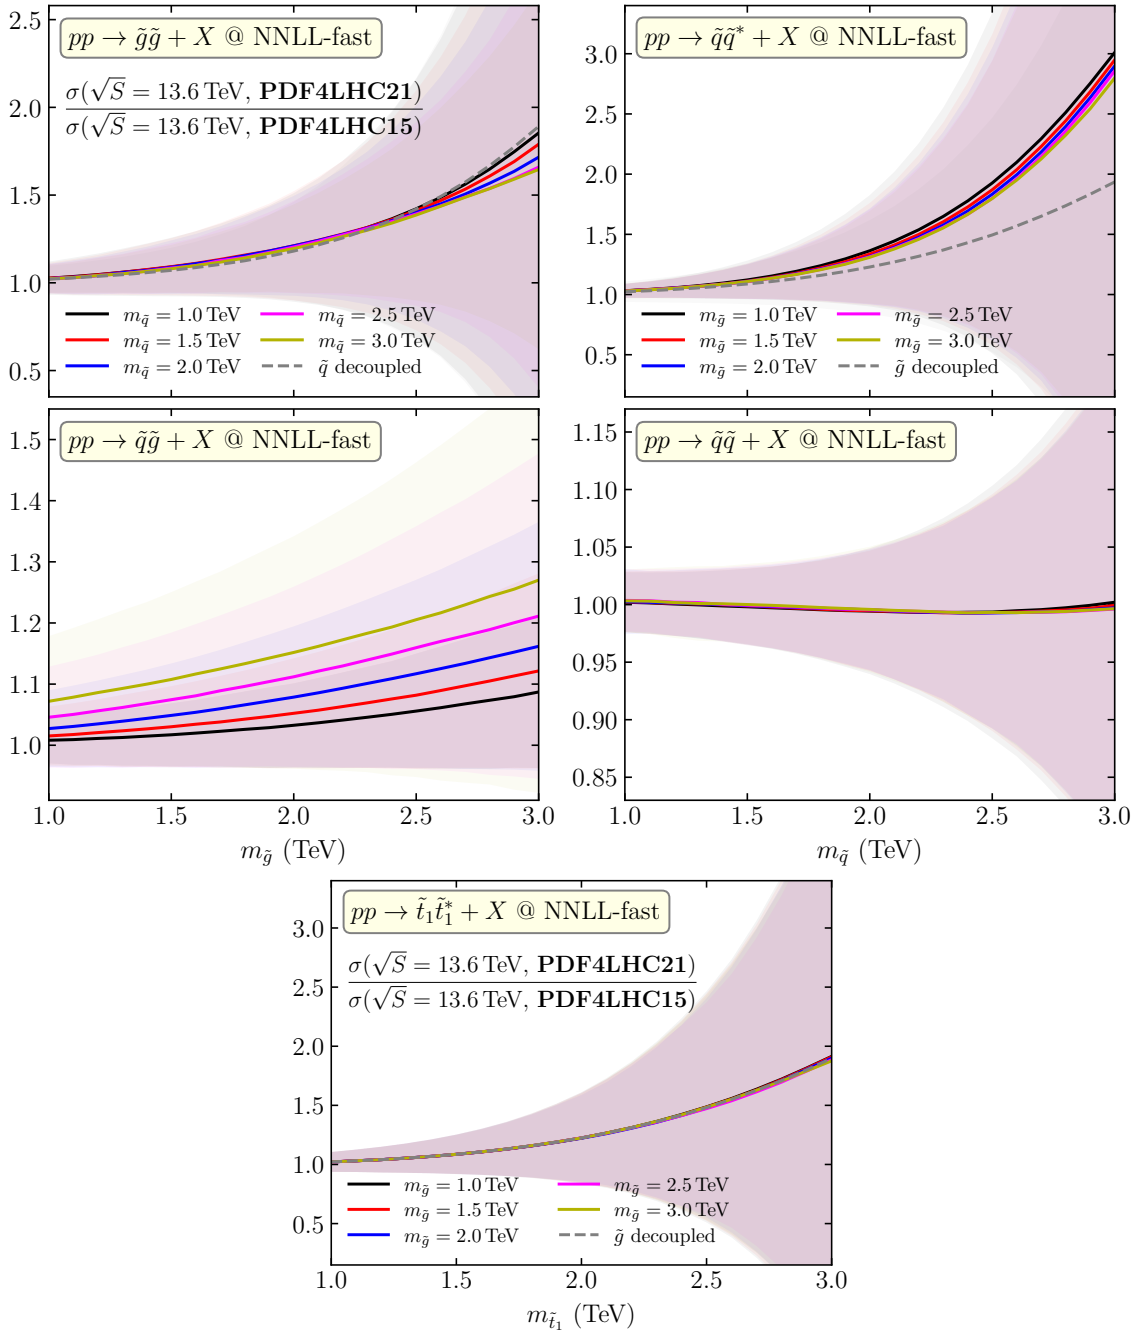 pp → g̃g̃ + X @ NNLL-fast
σ(√S = 13.6 TeV, PDF4LHC21)
σ(√S = 13.6 TeV, PDF4LHC15)
2.5
2.0
1.5
1.0
0.5
m_q̃ = 1.0 TeV
m_q̃ = 1.5 TeV
m_q̃ = 2.0 TeV
m_q̃ = 2.5 TeV
m_q̃ = 3.0 TeV
q̃ decoupled
pp → q̃q̃* + X @ NNLL-fast
3.0
2.5
2.0
1.5
1.0
0.5
m_g̃ = 1.0 TeV
m_g̃ = 1.5 TeV
m_g̃ = 2.0 TeV
m_g̃ = 2.5 TeV
m_g̃ = 3.0 TeV
g̃ decoupled
pp → q̃g̃ + X @ NNLL-fast
1.5
1.4
1.3
1.2
1.1
1.0
1.0 1.5 2.0 2.5 3.0
m_g̃ (TeV)
pp → q̃q̃ + X @ NNLL-fast
1.15
1.10
1.05
1.00
0.95
0.90
0.85
1.0 1.5 2.0 2.5 3.0
m_q̃ (TeV)
pp → t̃₁t̃₁* + X @ NNLL-fast
σ(√S = 13.6 TeV, PDF4LHC21)
σ(√S = 13.6 TeV, PDF4LHC15)
3.0
2.5
2.0
1.5
1.0
0.5
m_g̃ = 1.0 TeV
m_g̃ = 1.5 TeV
m_g̃ = 2.0 TeV
m_g̃ = 2.5 TeV
m_g̃ = 3.0 TeV
g̃ decoupled
1.0 1.5 2.0 2.5 3.0
m_t̃₁ (TeV)